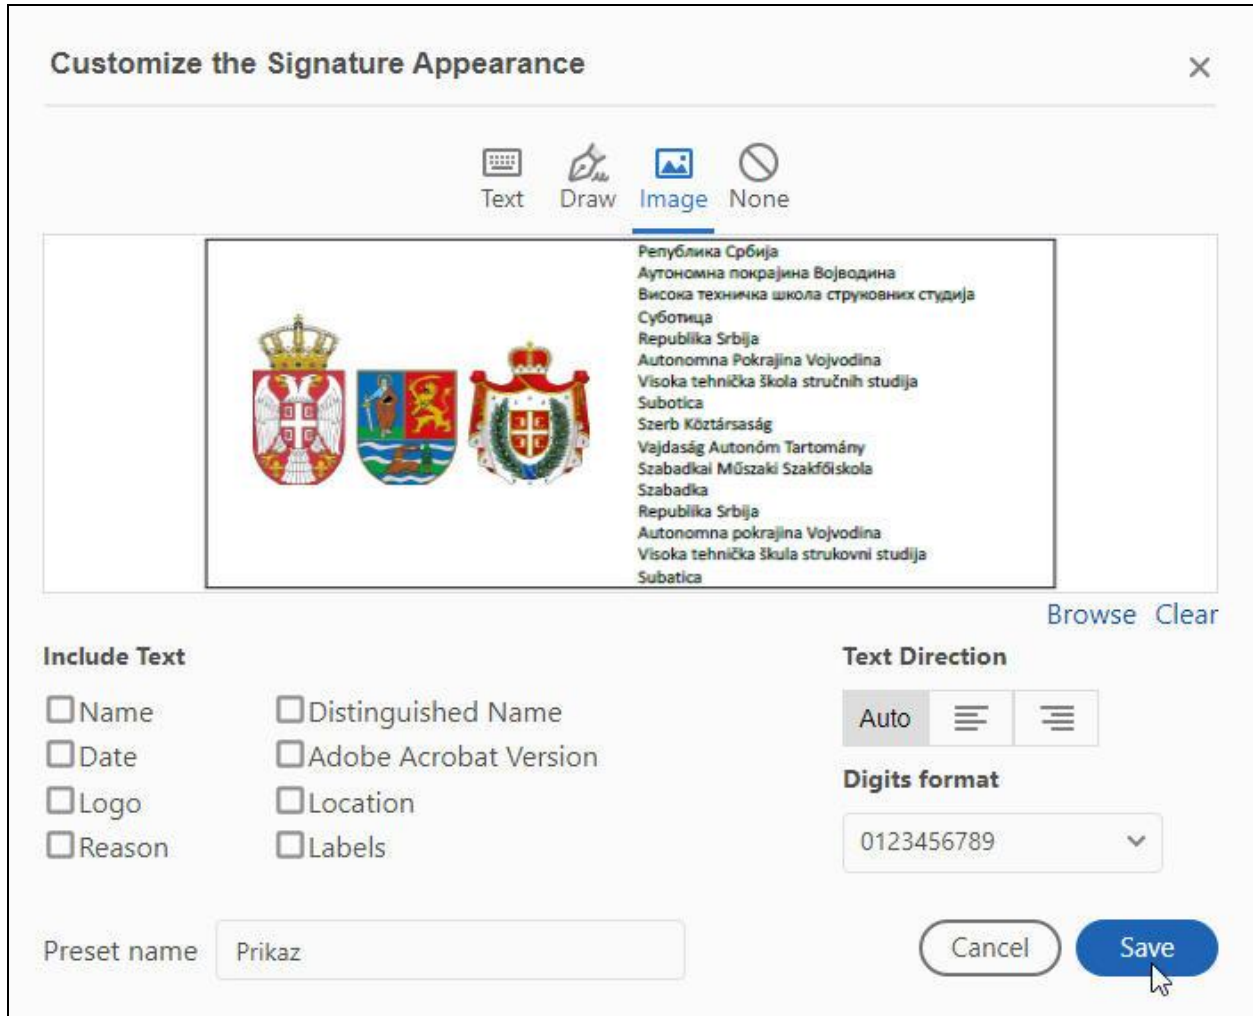 Customize the Signature Appearance
Text Draw Image None
Република Србија
Аутономна покрајина Војводина
Висока техничка школа струковних студија
Суботица
Republika Srbija
Autonomna Pokrajina Vojvodina
Visoka tehnička škola stručnih studija
Subotica
Szerb Köztársaság
Vajdaság Autonóm Tartomány
Szabadkai Műszaki Szakfőiskola
Szabadka
Republika Srbija
Autonomna pokrajina Vojvodina
Visoka tehnička škula strukovni studija
Subatica
Browse Clear
Include Text
Name
Date
Logo
Reason
Distinguished Name
Adobe Acrobat Version
Location
Labels
Text Direction
Auto
Digits format
0123456789
Preset name Prikaz
Cancel Save